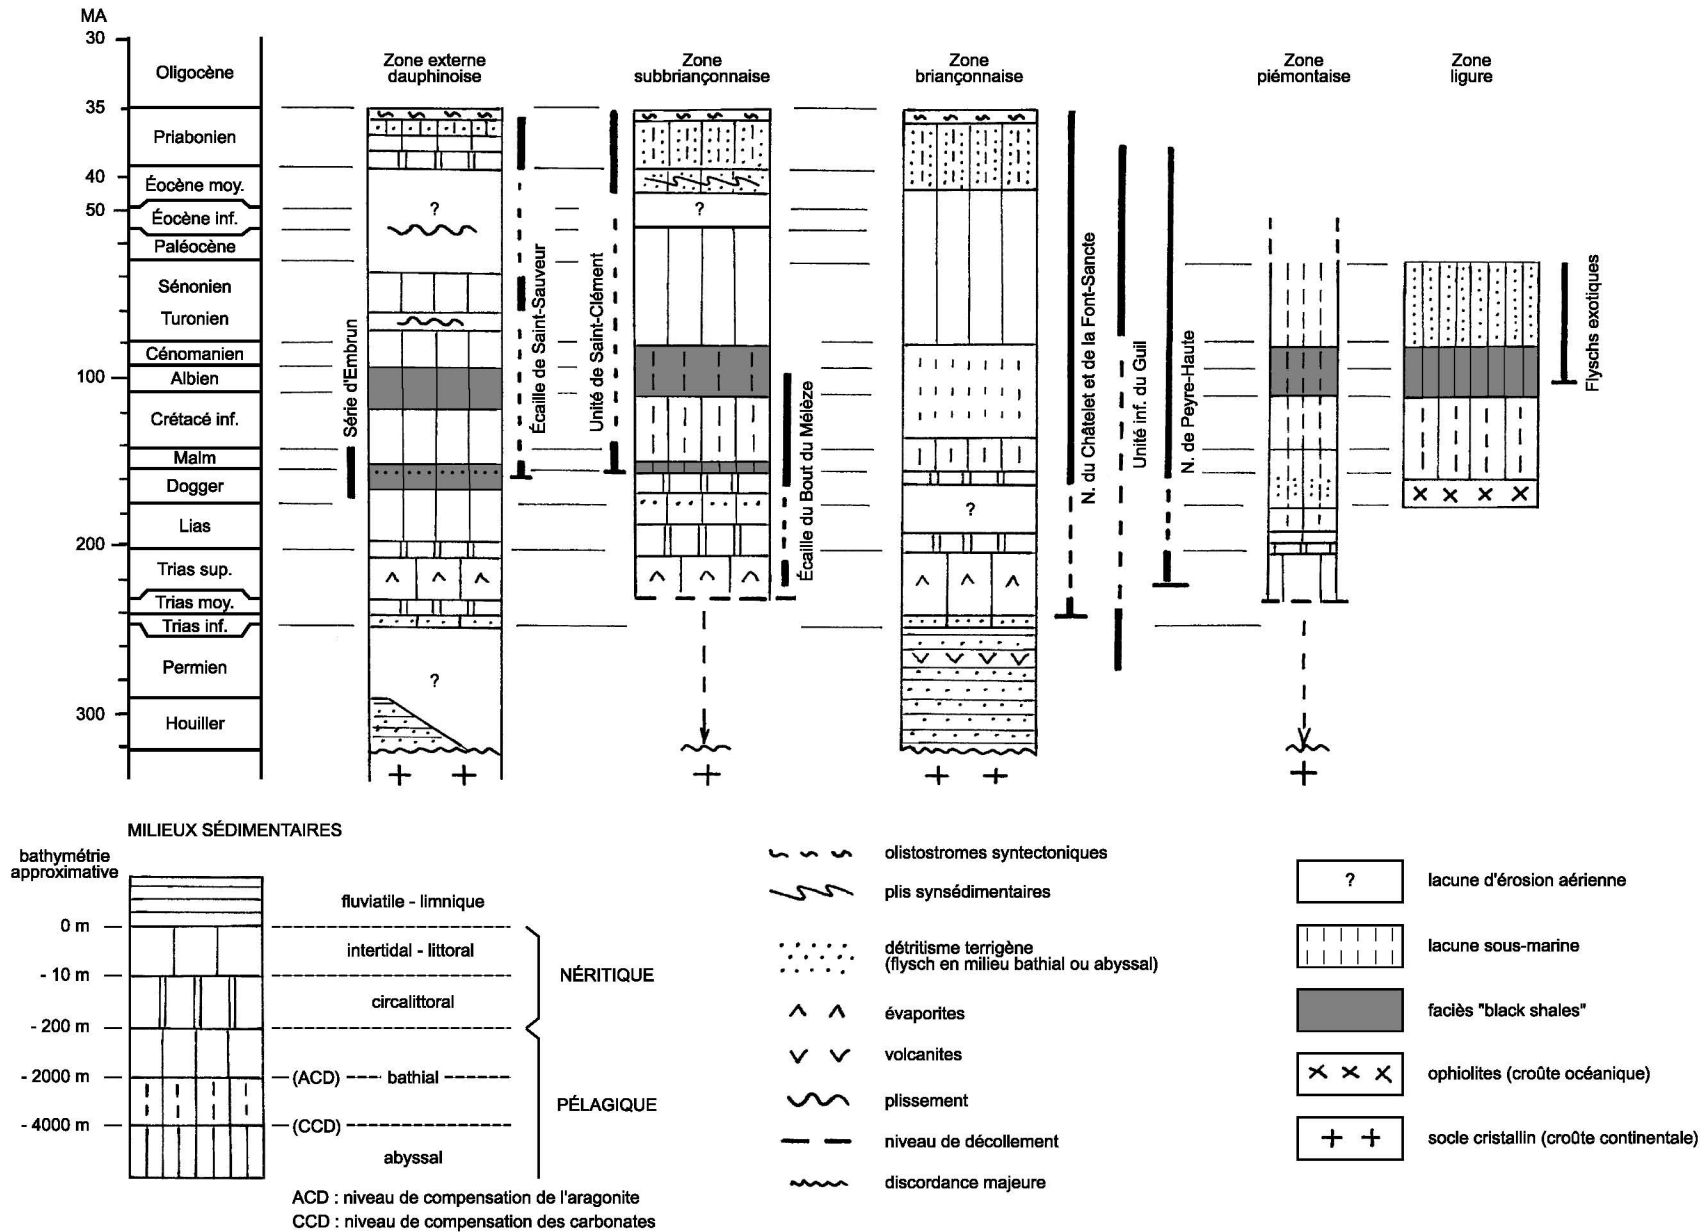 MA
30
35
40
50
100
200
300
Oligocène
Priabonien
Éocène moy.
Éocène inf.
Paléocène
Sénonien
Turonien
Cénomanien
Albien
Crétacé inf.
Malm
Dogger
Lias
Trias sup.
Trias moy.
Trias inf.
Permien
Houiller
Zone externe
dauphinoise
?
?
Série d'Embrun
Écaille de Saint-Sauveur
Zone
subbriançonnaise
?
Unité de Saint-Clément
Écaille du Bout du Mélèze
Zone
briançonnaise
?
N. du Châtelet et de la Font-Sancte
Unité inf. du Guil
N. de Peyre-Haute
Zone
piémontaise
Zone
ligure
Flyschs exotiques
MILIEUX SÉDIMENTAIRES
bathymétrie
approximative
0 m
- 10 m
- 200 m
- 2000 m
- 4000 m
fluviatile - limnique
intertidal - littoral
circalittoral
(ACD) bathial
(CCD)
abyssal
NÉRITIQUE
PÉLAGIQUE
ACD : niveau de compensation de l'aragonite
CCD : niveau de compensation des carbonates
olistostromes syntectoniques
plis synsédimentaires
détritisme terrigène
(flysch en milieu bathial ou abyssal)
évaporites
volcanites
plissement
niveau de décollement
discordance majeure
?
lacune d'érosion aérienne
lacune sous-marine
faciès "black shales"
ophiolites (croûte océanique)
socle cristallin (croûte continentale)